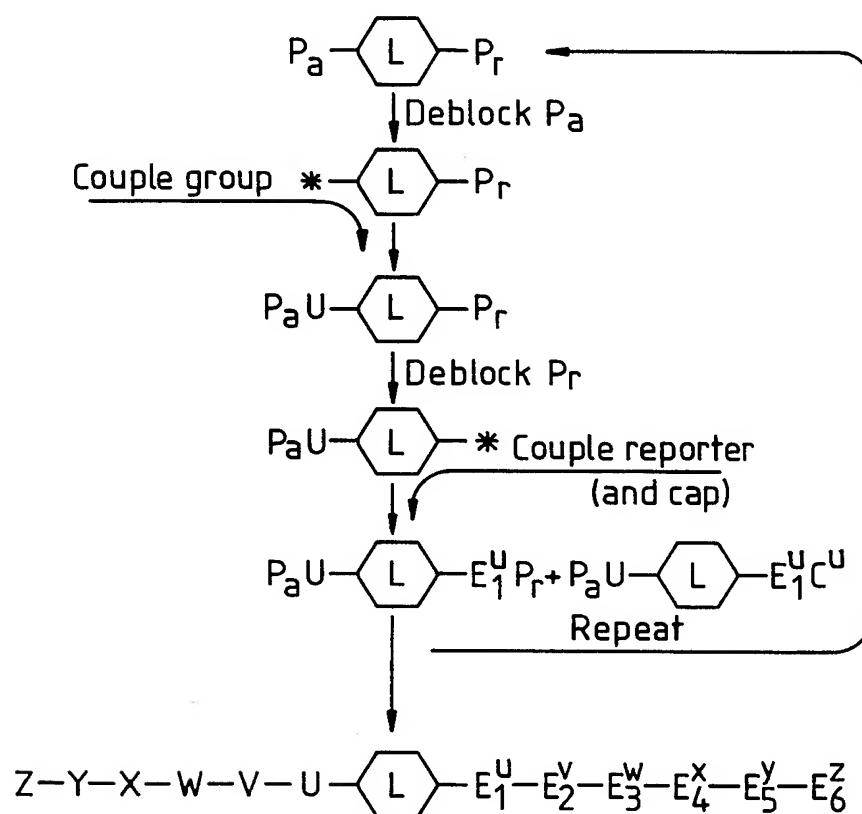 Pa L Pr
Deblock Pa
Couple group * L Pr
PaU L Pr
Deblock Pr
PaU L * Couple reporter
(and cap)
PaU L E₁ᵁPr + PaU L E₁ᵁCᵁ
Repeat
Z—Y—X—W—V—U L E₁ᵁ—E₂ⱽ—E₃ᵂ—E₄ˣ—E₅ʸ—E₆ᶻ